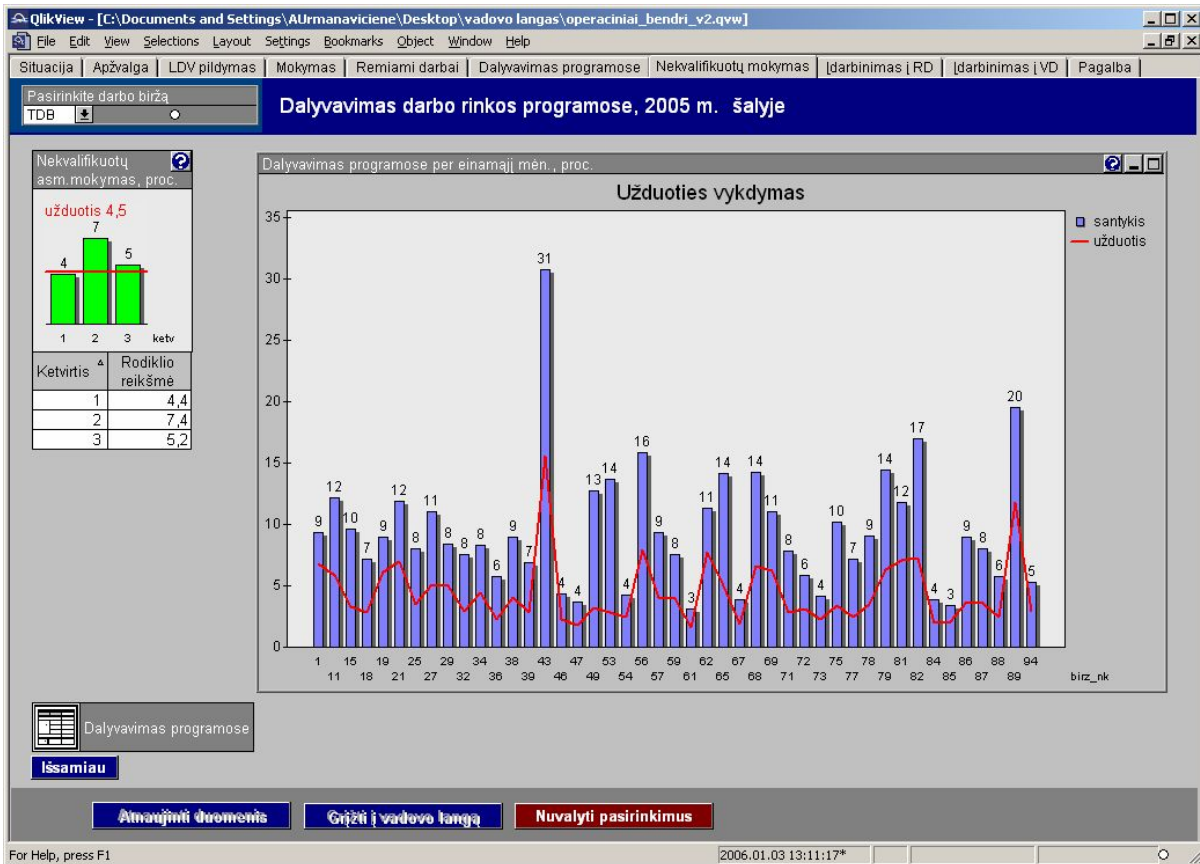 QlikView - [C:\Documents and Settings\AUrmanaviciene\Desktop\vadovo langas\operaciniai_bendri_v2.qvw]
File Edit View Selections Layout Settings Bookmarks Object Window Help
Situacija Apžvalga LDV pildymas Mokymas Remiami darbai Dalyvavimas programose Nekvalifikuotų mokymas Įdarbinimas į RD Įdarbinimas į VD Pagalba
Pasirinkite darbo biržą
TDB
Dalyvavimas darbo rinkos programose, 2005 m. šalyje
Nekvalifikuotų
asm.mokymas, proc.
užduotis 4,5
4 7 5
1 2 3 ketv
Ketvirtis Rodiklio reikšmė
1 4,4
2 7,4
3 5,2
Dalyvavimas programose per einamąjį mėn., proc.
Užduoties vykdymas
santykis
užduotis
35
30
25
20
15
10
5
0
9 12 10 7 9 12 8 11 8 8 8 6 9 7 31 4 4 13 14 4 16 9 8 3 11 14 4 14 11 8 6 4 10 7 9 14 12 17 4 3 9 8 6 20 5
1 15 19 25 29 34 38 43 47 53 56 59 62 67 69 72 75 78 81 84 86 88 94
11 18 21 27 32 36 39 46 49 54 57 61 65 68 71 73 77 79 82 85 87 89 birz_nk
Dalyvavimas programose
Išsamiau
Atnaujinti duomenis Grįžti į vadovo langą Nuvalyti pasirinkimus
For Help, press F1 2006.01.03 13:11:17*